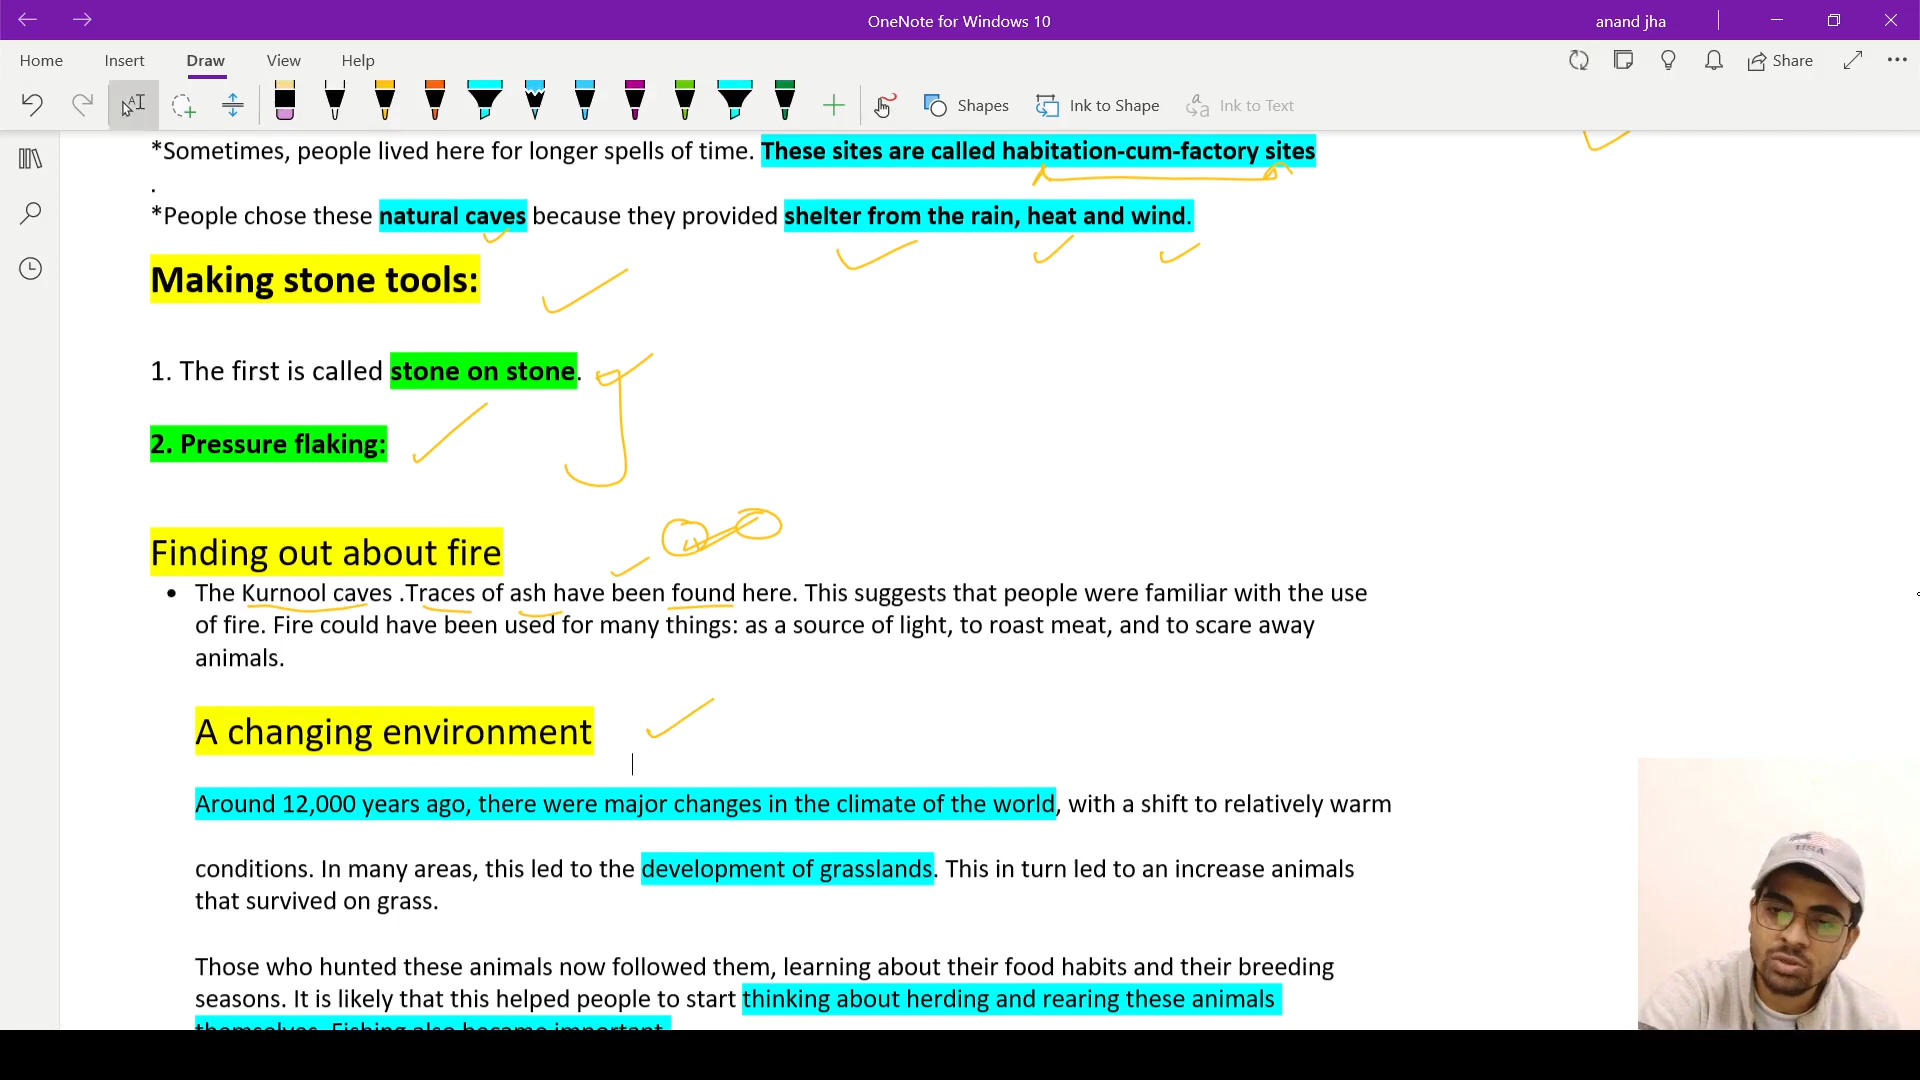 OneNote for Windows 10
anand jha
Home Insert Draw View Help
Share
Shapes Ink to Shape Ink to Text
*Sometimes, people lived here for longer spells of time. These sites are called habitation-cum-factory sites
.
*People chose these natural caves because they provided shelter from the rain, heat and wind.
Making stone tools:
1. The first is called stone on stone.
2. Pressure flaking:
Finding out about fire
• The Kurnool caves .Traces of ash have been found here. This suggests that people were familiar with the use
of fire. Fire could have been used for many things: as a source of light, to roast meat, and to scare away
animals.
A changing environment
Around 12,000 years ago, there were major changes in the climate of the world, with a shift to relatively warm
conditions. In many areas, this led to the development of grasslands. This in turn led to an increase animals
that survived on grass.
Those who hunted these animals now followed them, learning about their food habits and their breeding
seasons. It is likely that this helped people to start thinking about herding and rearing these animals
themselves. Fishing also became important.
USA